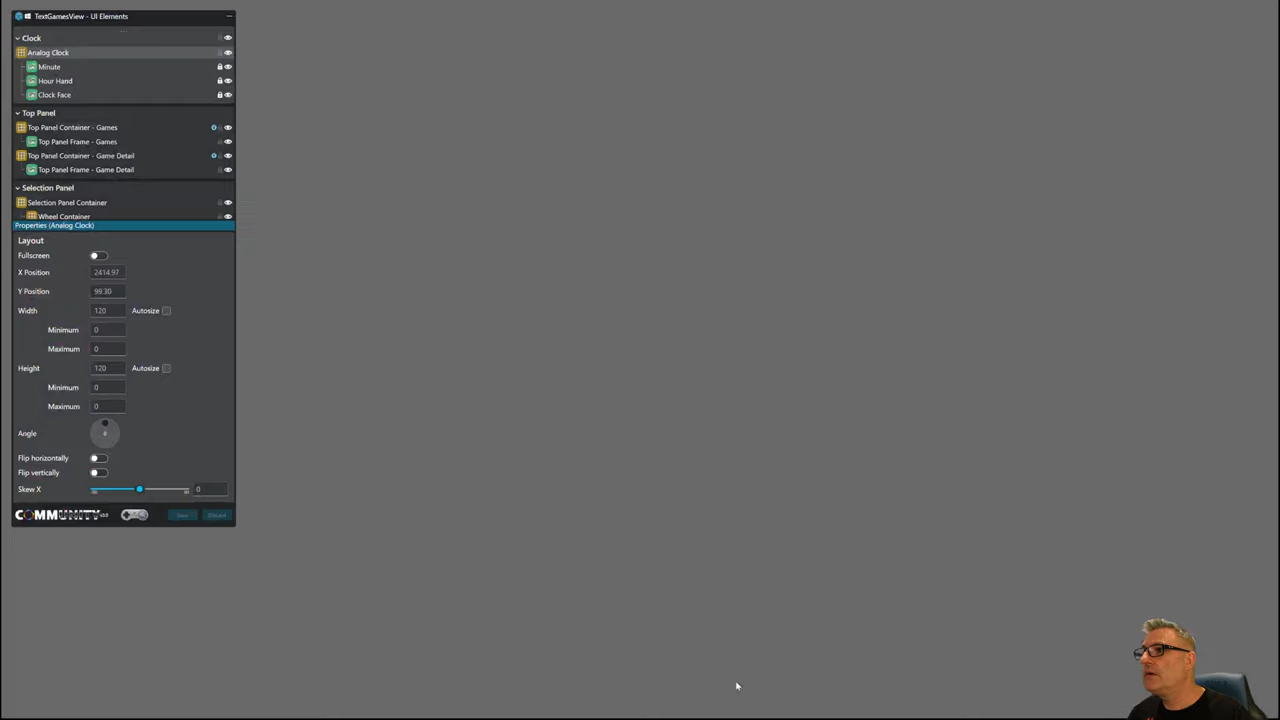 TextGamesView - UI Elements
Clock
Analog Clock
Minute
Hour Hand
Clock Face
Top Panel
Top Panel Container - Games
Top Panel Frame - Games
Top Panel Container - Game Detail
Top Panel Frame - Game Detail
Selection Panel
Selection Panel Container
Wheel Container
Properties (Analog Clock)
Layout
Fullscreen
X Position 2414.97
Y Position 99.30
Width 120 Autosize
Minimum 0
Maximum 0
Height 120 Autosize
Minimum 0
Maximum 0
Angle
Flip horizontally
Flip vertically
Skew X 0
COMMUNITY
Save Discard